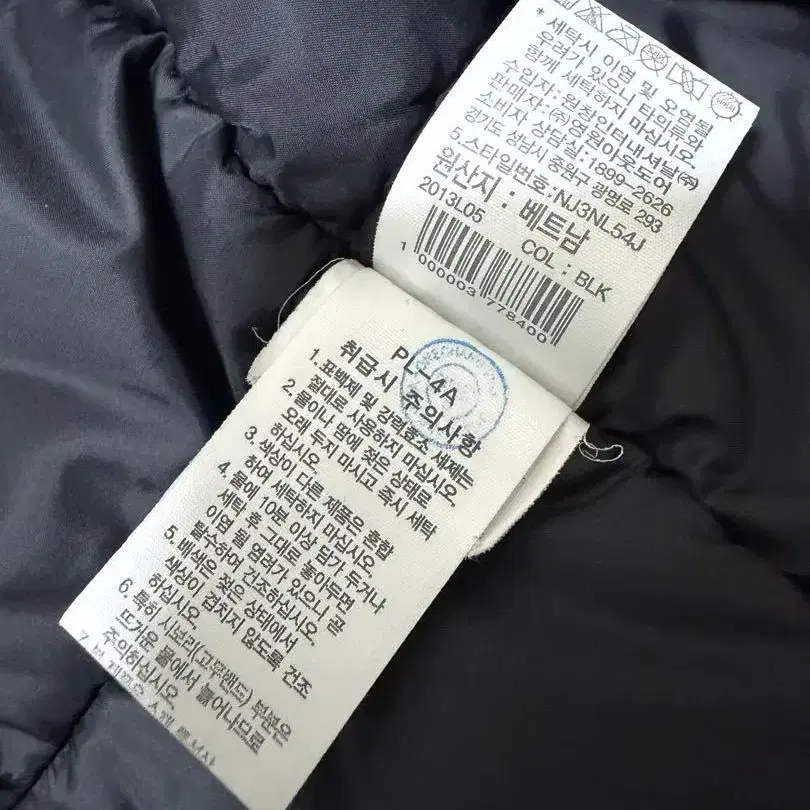 * 세탁시 이염 및 오염될
우려가 있으니 타의류와
함께 세탁하지 마십시오.
수입자: 원창인터내셔널(주)
판매자: (주)영원아웃도어
소비자 상담실:1899-2626
경기도 성남시 중원구 광명로 293
5.스타일번호:NJ3NL54J
원산지 : 베트남
2013L05
COL : BLK
1 000003 778400
PL-4A
취급시 주의사항
1.표백제 및 강력효소 세제는
절대로 사용하지 마십시오.
2. 물이나 땀에 젖은 상태로
오래 두지 마시고 즉시 세탁
하십시오.
3. 색상이 다른 제품은 혼합
하여 세탁하지 마십시오.
4. 물에 10분 이상 담가 두거나
세탁 후 그대로 놓아두면
이염 될 염려가 있으니 곧
탈수하여 건조하십시오.
5. 배색은 젖은 상태에서
색상이 겹치지 않도록 건조
하십시오.
6. 특히 시보리(고무밴드) 부분은
뜨거운 물에서 늘어나므로
주의하십시오.
7.